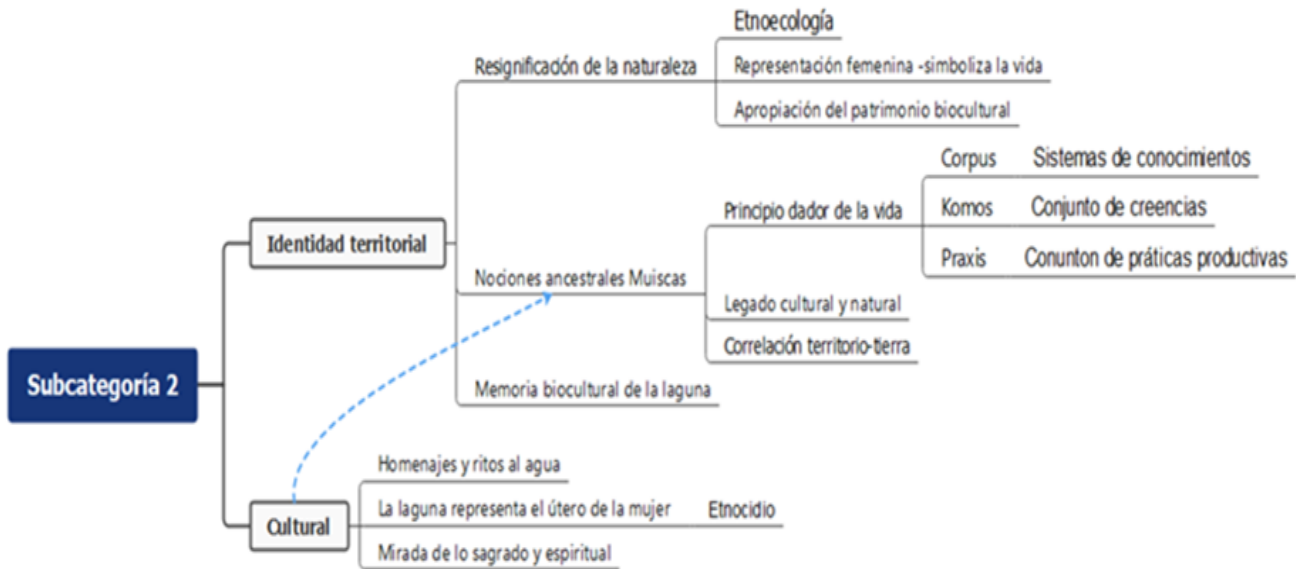 Etnoecología
Resignificación de la naturaleza
Representación femenina -simboliza la vida
Apropiación del patrimonio biocultural
Corpus Sistemas de conocimientos
Principio dador de la vida
Komos Conjunto de creencias
Identidad territorial
Praxis Conunton de práticas productivas
Nociones ancestrales Muiscas
Legado cultural y natural
Correlación territorio-tierra
Subcategoría 2
Memoria biocultural de la laguna
Homenajes y ritos al agua
La laguna representa el útero de la mujer Etnocidio
Cultural
Mirada de lo sagrado y espiritual